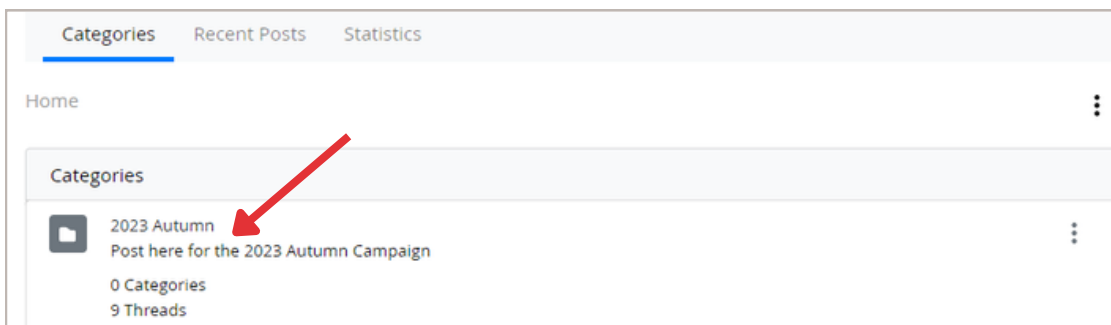 Categories Recent Posts Statistics
Home
Categories
2023 Autumn
Post here for the 2023 Autumn Campaign
0 Categories
9 Threads